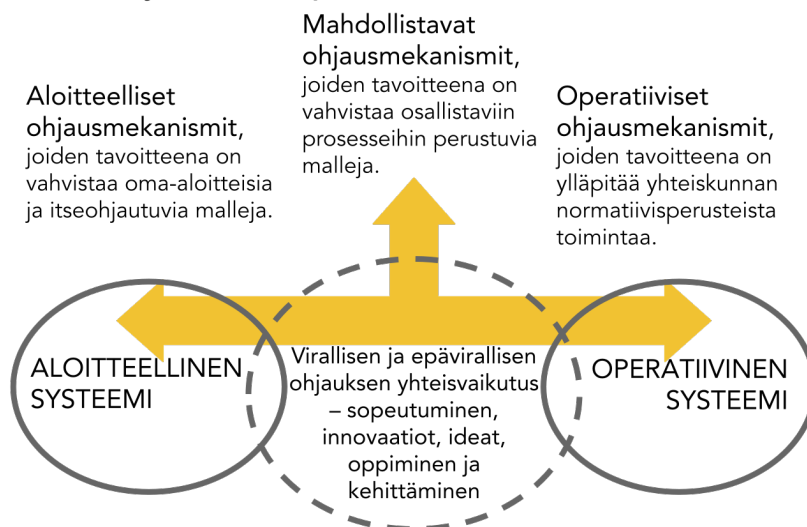 Aloitteelliset
ohjausmekanismit,
joiden tavoitteena on
vahvistaa oma-aloitteisia
ja itseohjautuvia malleja.
Mahdollistavat
ohjausmekanismit,
joiden tavoitteena on
vahvistaa osallistaviin
prosesseihin perustuvia
malleja.
Operatiiviset
ohjausmekanismit,
joiden tavoitteena on
ylläpitää yhteiskunnan
normatiivisperusteista
toimintaa.
ALOITTEELLINEN
SYSTEEMI
Virallisen ja epävirallisen
ohjauksen yhteisvaikutus
– sopeutuminen,
innovaatiot, ideat,
oppiminen ja
kehittäminen
OPERATIIVINEN
SYSTEEMI